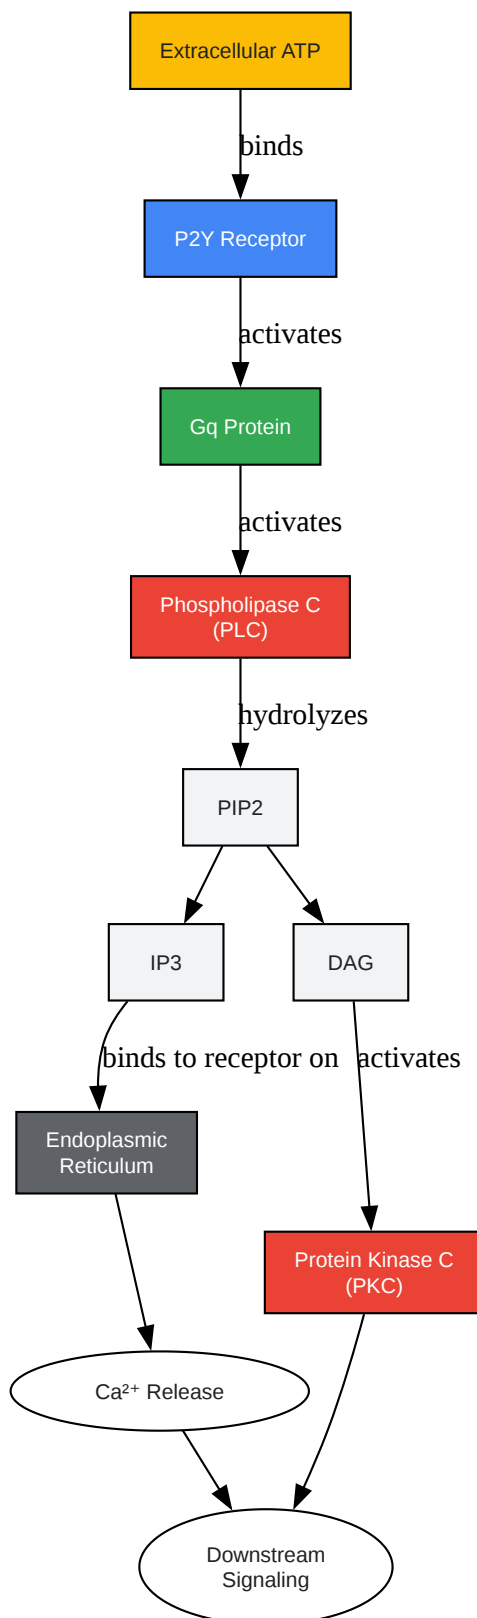 Extracellular ATP
binds
P2Y Receptor
activates
Gq Protein
activates
Phospholipase C
(PLC)
hydrolyzes
PIP2
IP3
DAG
binds to receptor on
activates
Endoplasmic
Reticulum
Protein Kinase C
(PKC)
Ca²⁺ Release
Downstream
Signaling